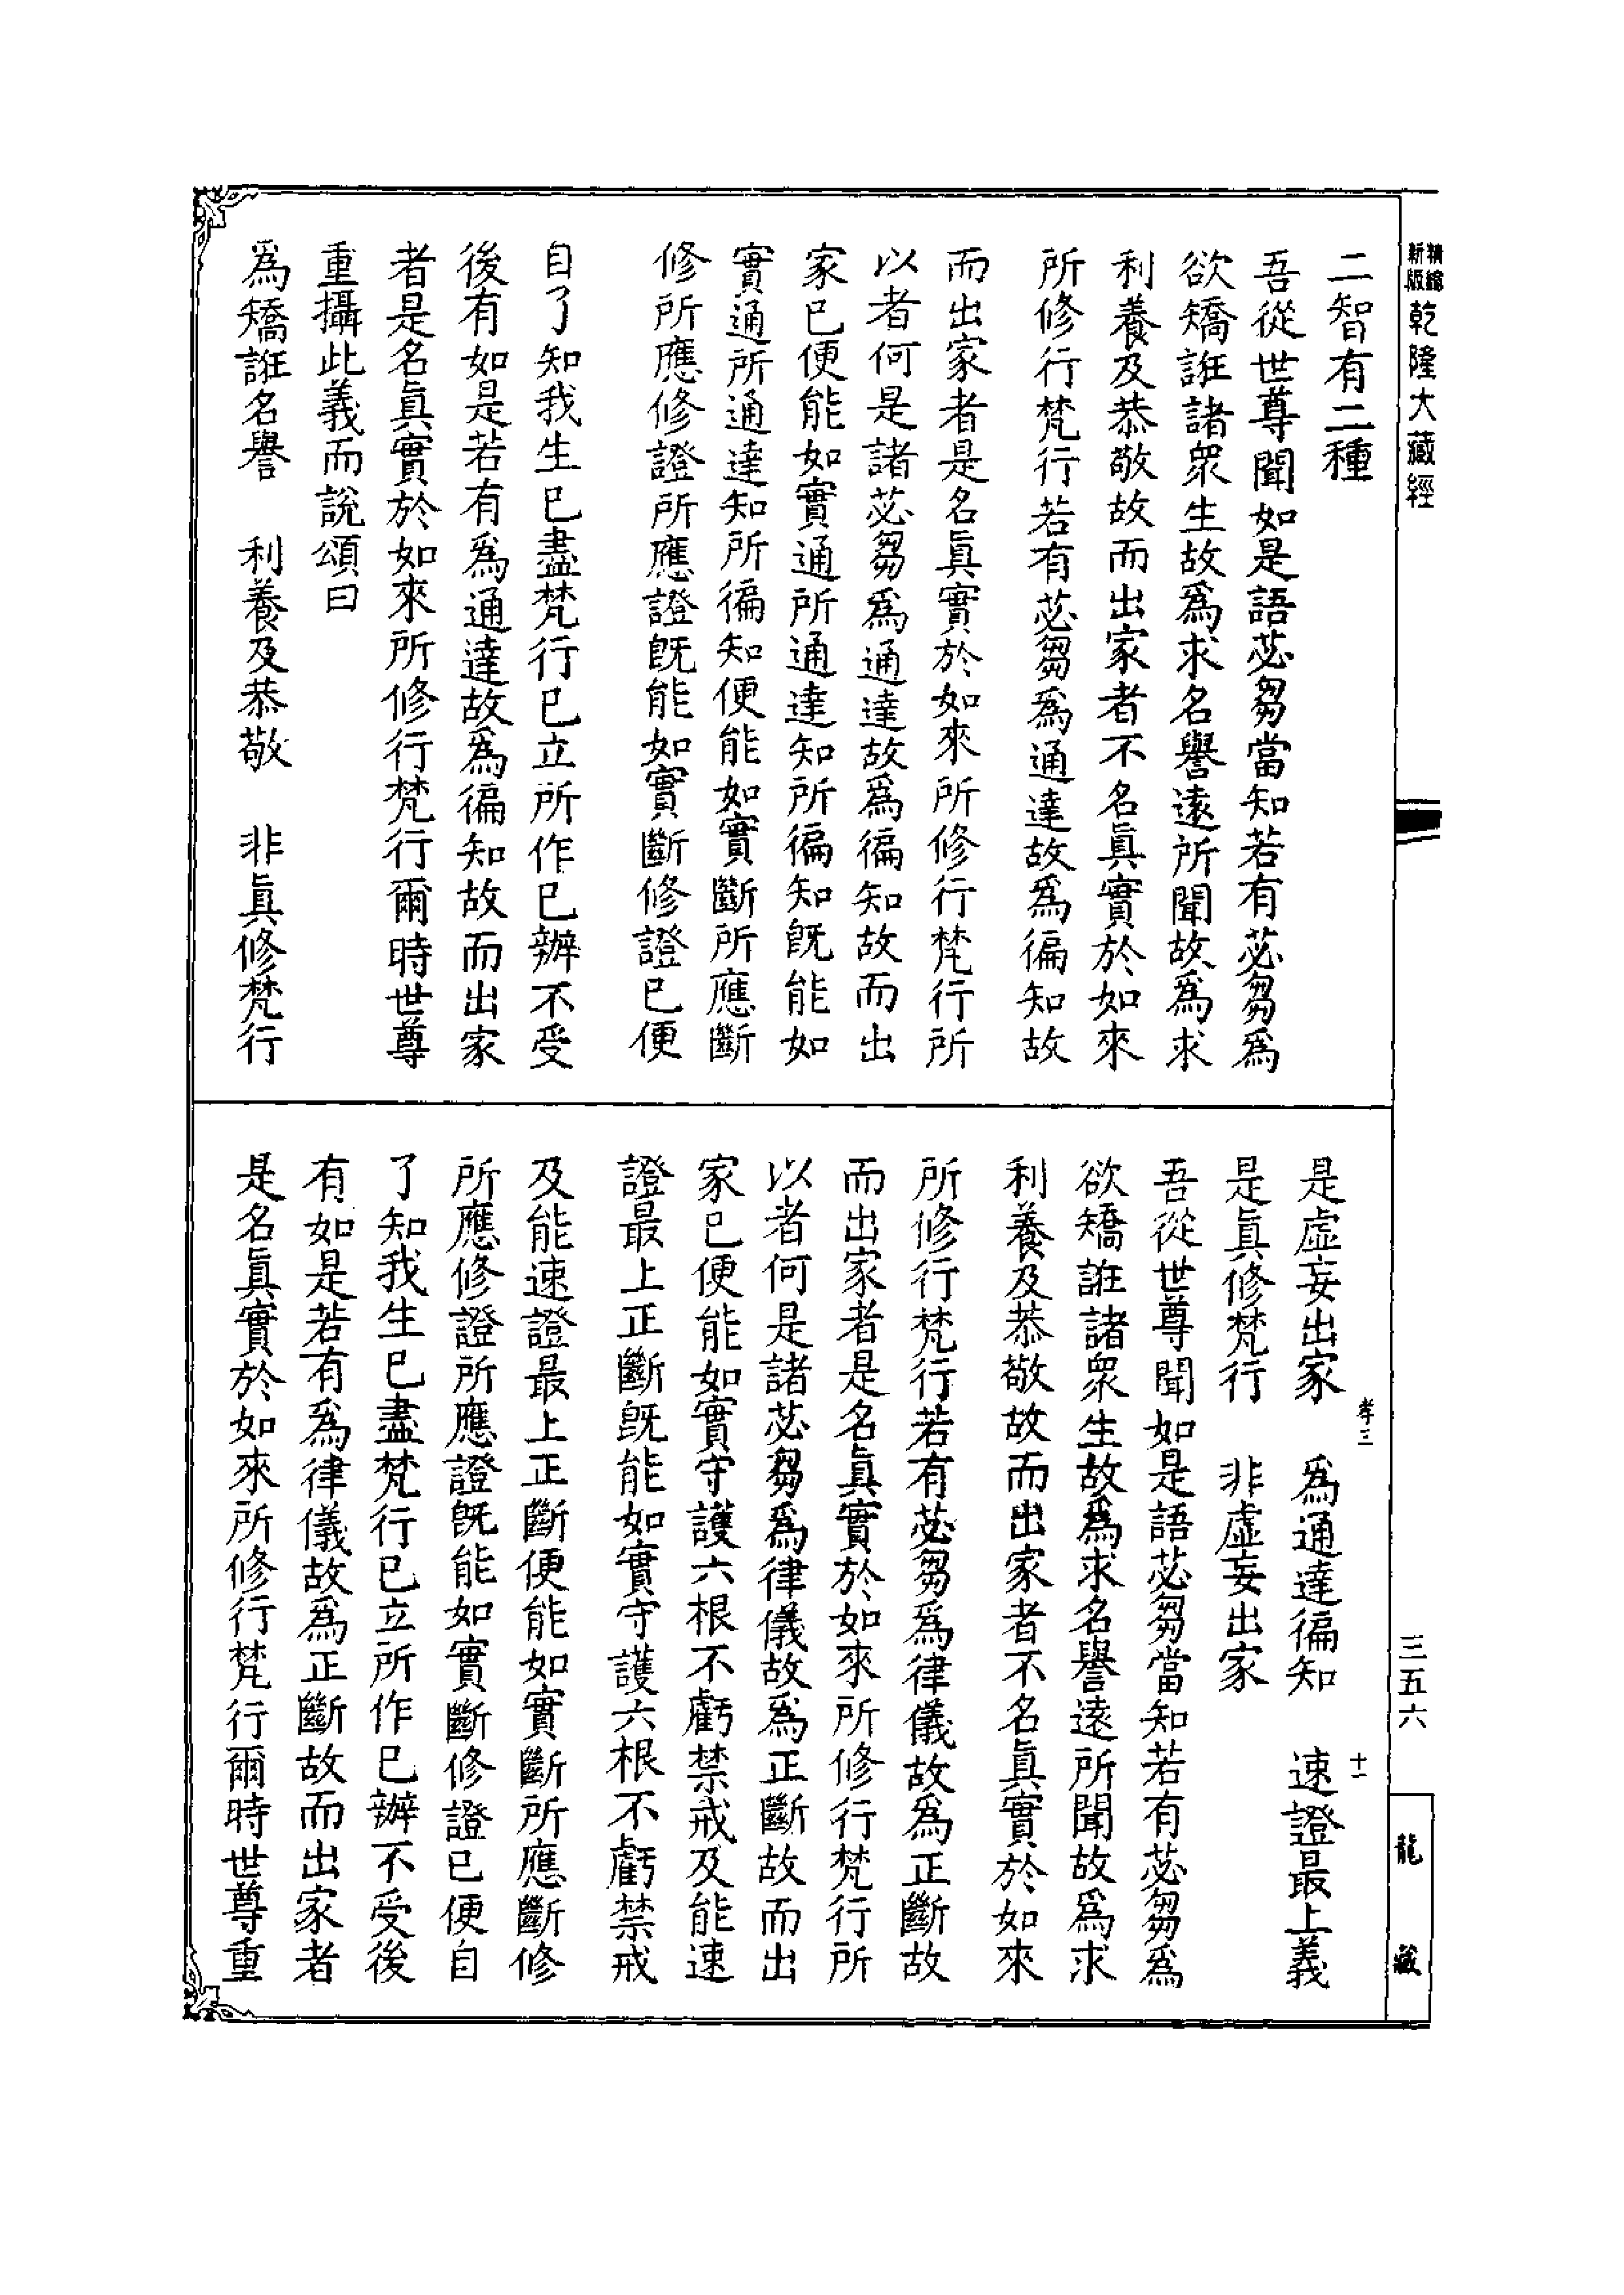 精縮新版
乾隆大藏經
二智有二種
吾從世尊聞如是語苾芻當知若有苾芻爲
欲矯誑諸衆生故爲求名譽遠所聞故爲求
利養及恭敬故而出家者不名眞實於如來
所修行梵行若有苾芻爲通達故爲徧知故
而出家者是名眞實於如來所修行梵行所
以者何是諸苾芻爲通達故爲徧知故而出
家已便能如實通所通達知所徧知旣能如
實通所通達知所徧知便能如實斷所應斷
修所應修證所應證旣能如實斷修證已便
自了知我生已盡梵行已立所作已辦不受
後有如是若有爲通達故爲徧知故而出家
者是名眞實於如來所修行梵行爾時世尊
重攝此義而說頌曰
爲矯誑名譽　利養及恭敬　非眞修梵行
是虛妄出家　爲通達徧知　速證最上義
是眞修梵行　非虛妄出家
吾從世尊聞如是語苾芻當知若有苾芻爲
欲矯誑諸衆生故爲求名譽遠所聞故爲求
利養及恭敬故而出家者不名眞實於如來
所修行梵行若有苾芻爲律儀故爲正斷故
而出家者是名眞實於如來所修行梵行所
以者何是諸苾芻爲律儀故爲正斷故而出
家已便能如實守護六根不虧禁戒及能速
證最上正斷旣能如實守護六根不虧禁戒
及能速證最上正斷便能如實斷所應斷修
所應修證所應證旣能如實斷修證已便自
了知我生已盡梵行已立所作已辦不受後
有如是若有爲律儀故爲正斷故而出家者
是名眞實於如來所修行梵行爾時世尊重
孝三
十一
三五六
龍藏